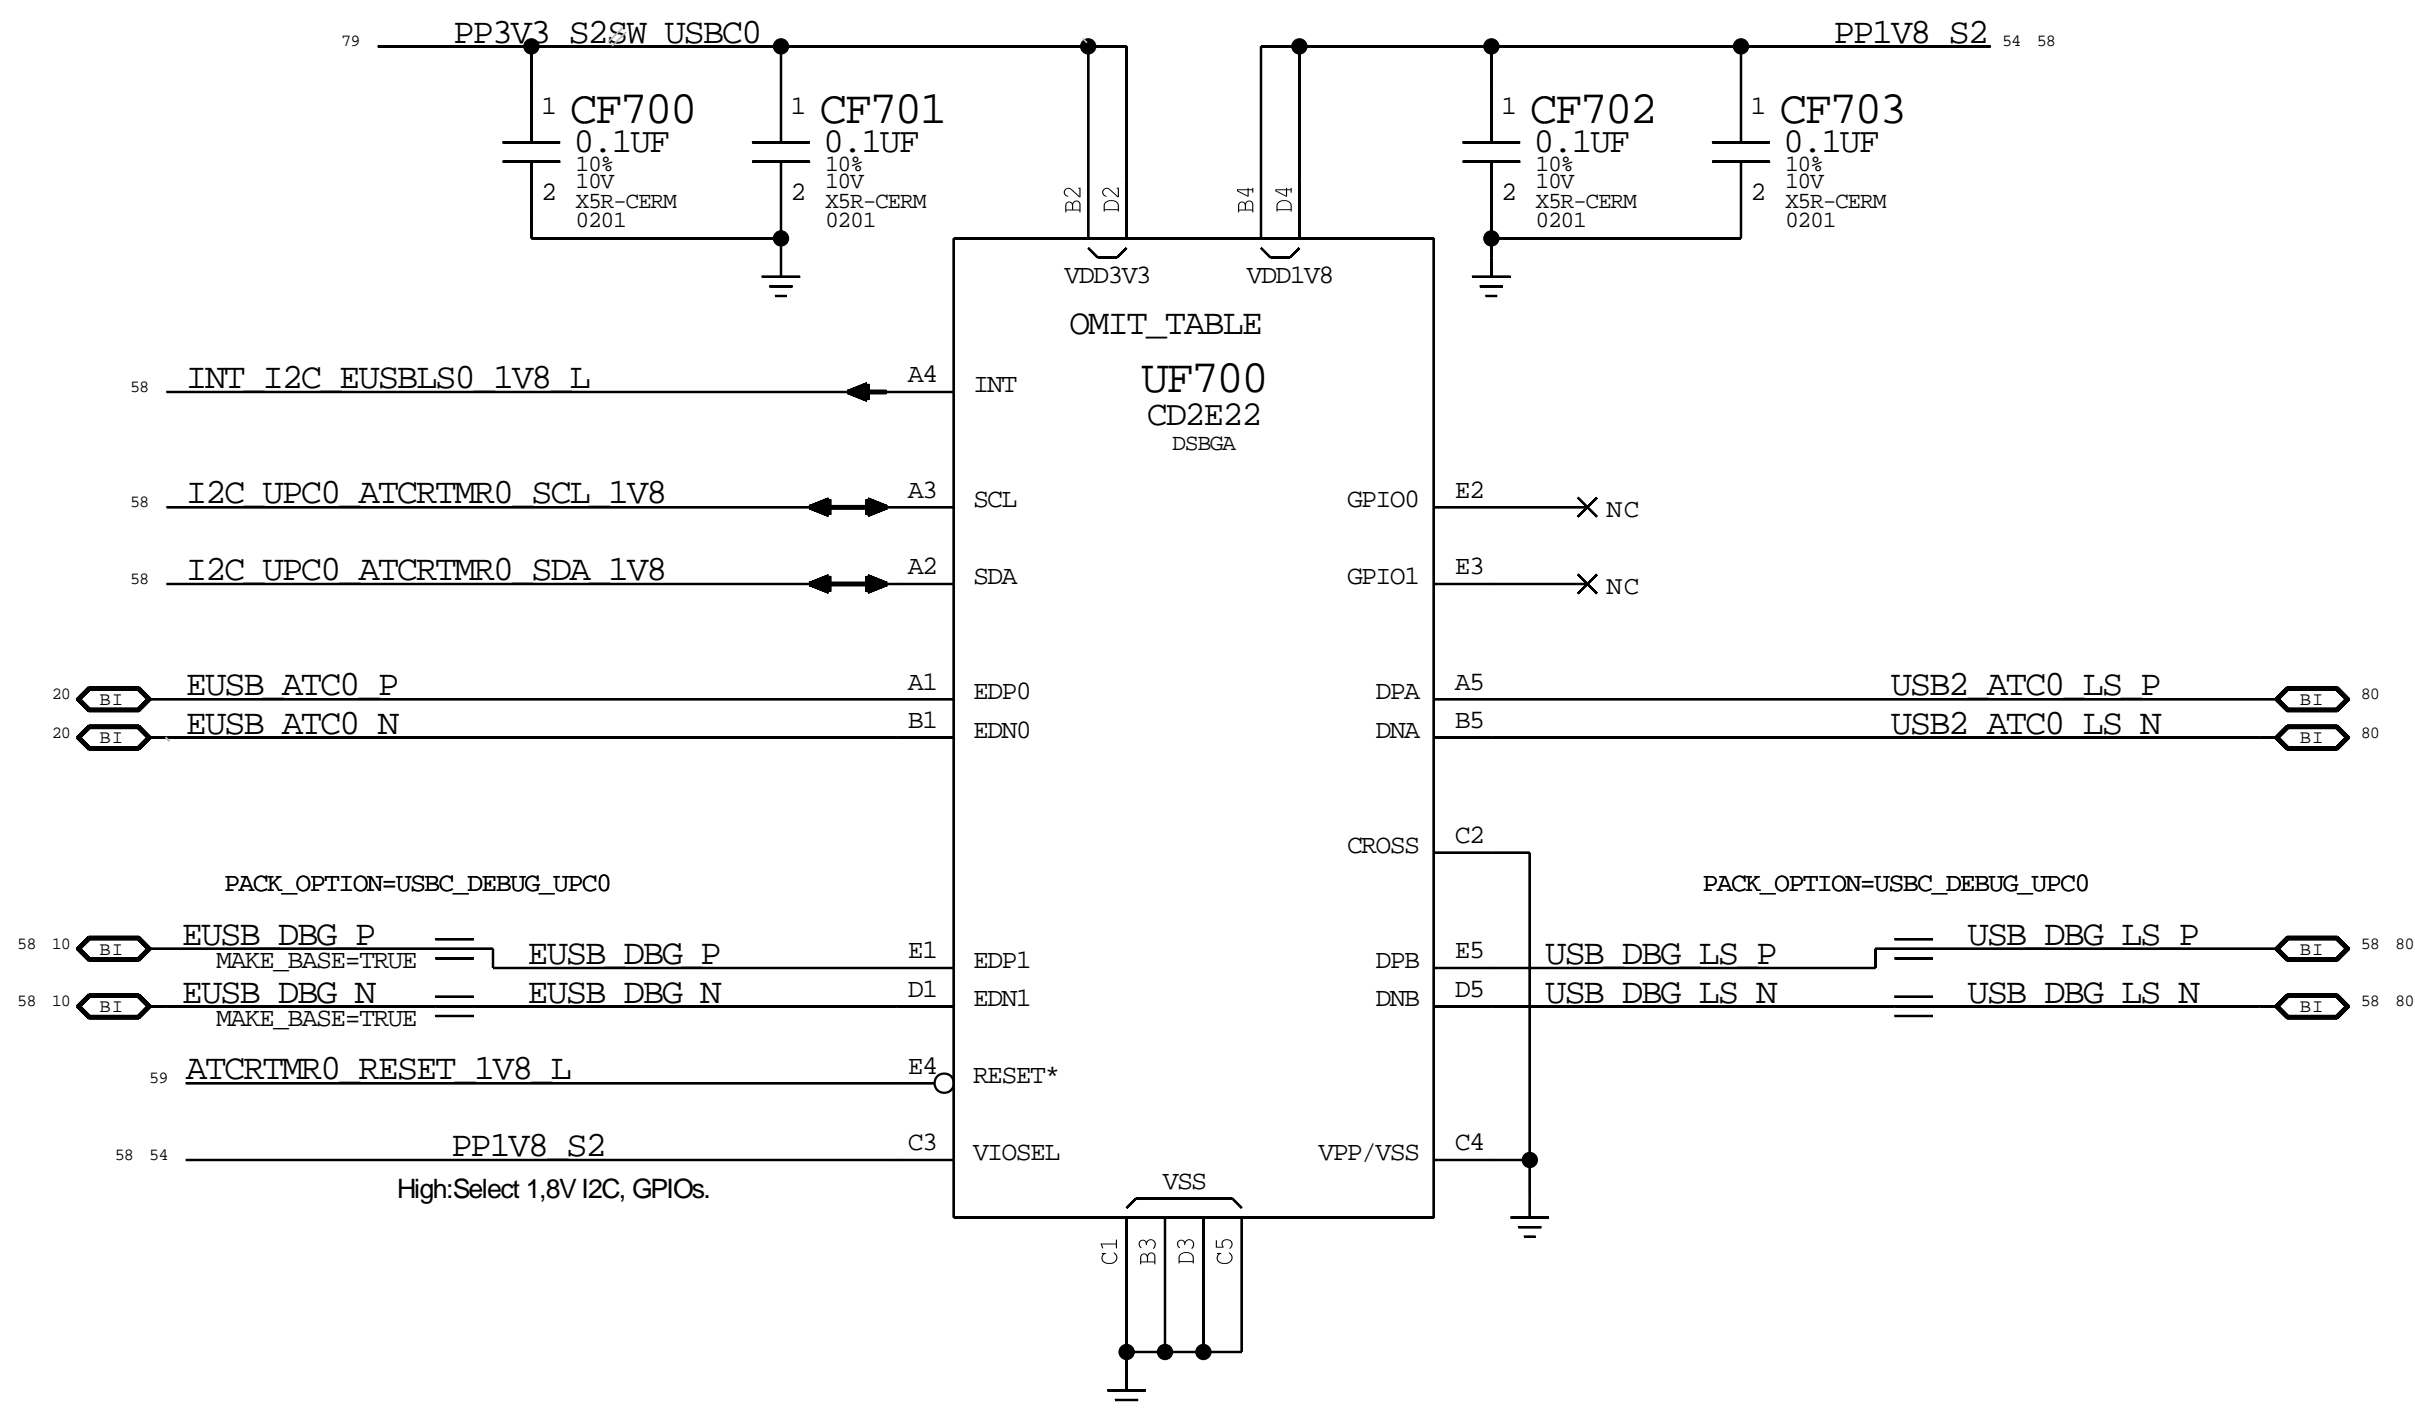 79 PP3V3_S2SW_USBC0
PP1V8_S2 54 58
1 CF700
0.1UF
10%
10V
2 X5R-CERM
0201
1 CF701
0.1UF
10%
10V
2 X5R-CERM
0201
1 CF702
0.1UF
10%
10V
2 X5R-CERM
0201
1 CF703
0.1UF
10%
10V
2 X5R-CERM
0201
B2 D2 B4 D4
VDD3V3 VDD1V8
OMIT_TABLE
UF700
CD2E22
DSBGA
58 INT_I2C_EUSBLS0_1V8_L A4 INT
58 I2C_UPC0_ATCRTMR0_SCL_1V8 A3 SCL
GPIO0 E2 NC
58 I2C_UPC0_ATCRTMR0_SDA_1V8 A2 SDA
GPIO1 E3 NC
20 BI EUSB_ATC0_P A1 EDP0
DPA A5 USB2_ATC0_LS_P BI 80
20 BI EUSB_ATC0_N B1 EDN0
DNA B5 USB2_ATC0_LS_N BI 80
CROSS C2
PACK_OPTION=USBC_DEBUG_UPC0
PACK_OPTION=USBC_DEBUG_UPC0
58 10 BI EUSB_DBG_P
MAKE_BASE=TRUE
EUSB_DBG_P E1 EDP1
DPB E5 USB_DBG_LS_P
USB_DBG_LS_P BI 58 80
58 10 BI EUSB_DBG_N
MAKE_BASE=TRUE
EUSB_DBG_N D1 EDN1
DNB D5 USB_DBG_LS_N
USB_DBG_LS_N BI 58 80
59 ATCRTMR0_RESET_1V8_L E4 RESET*
58 54 PP1V8_S2 C3 VIOSEL
VPP/VSS C4
High:Select 1,8V I2C, GPIOs.
VSS
C1 B3 D3 C5